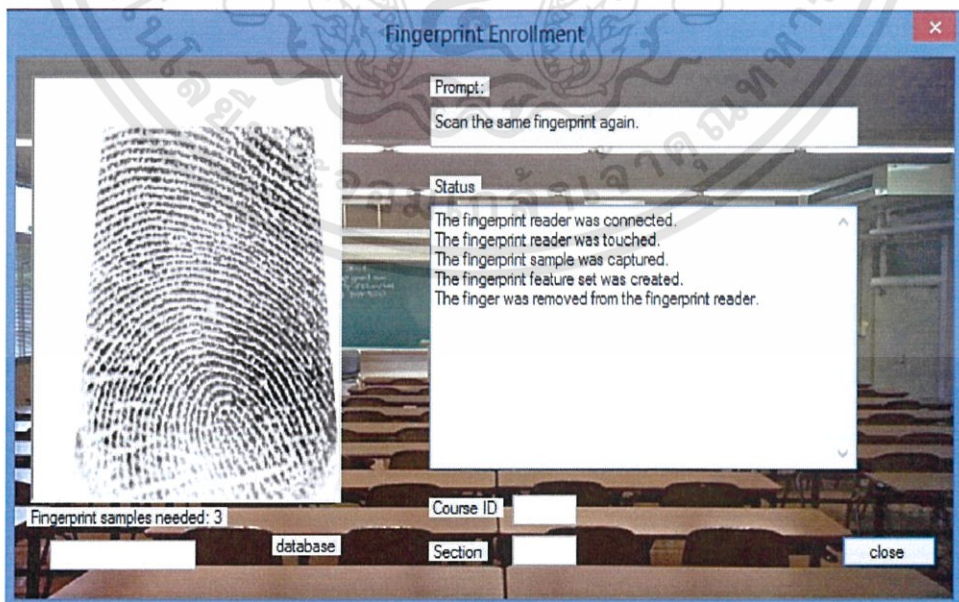 Fingerprint Enrollment
Prompt:
Scan the same fingerprint again.
Status
The fingerprint reader was connected.
The fingerprint reader was touched.
The fingerprint sample was captured.
The fingerprint feature set was created.
The finger was removed from the fingerprint reader.
Fingerprint samples needed: 3
database
Course ID
Section
close